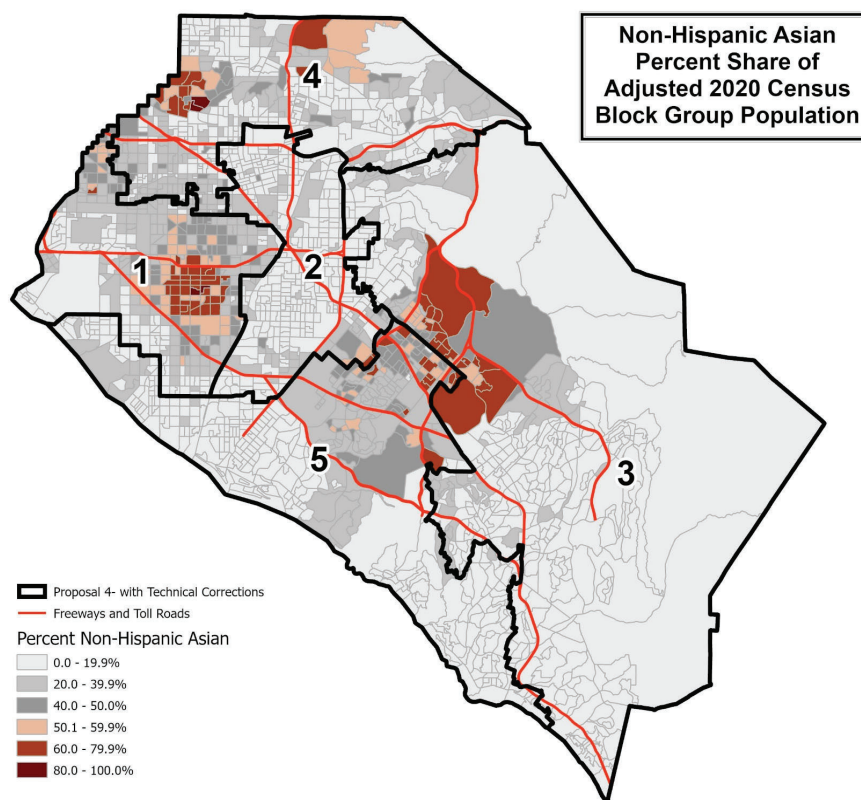 Non-Hispanic Asian
Percent Share of
Adjusted 2020 Census
Block Group Population
4
1
2
5
3
Proposal 4- with Technical Corrections
Freeways and Toll Roads
Percent Non-Hispanic Asian
0.0 - 19.9%
20.0 - 39.9%
40.0 - 50.0%
50.1 - 59.9%
60.0 - 79.9%
80.0 - 100.0%